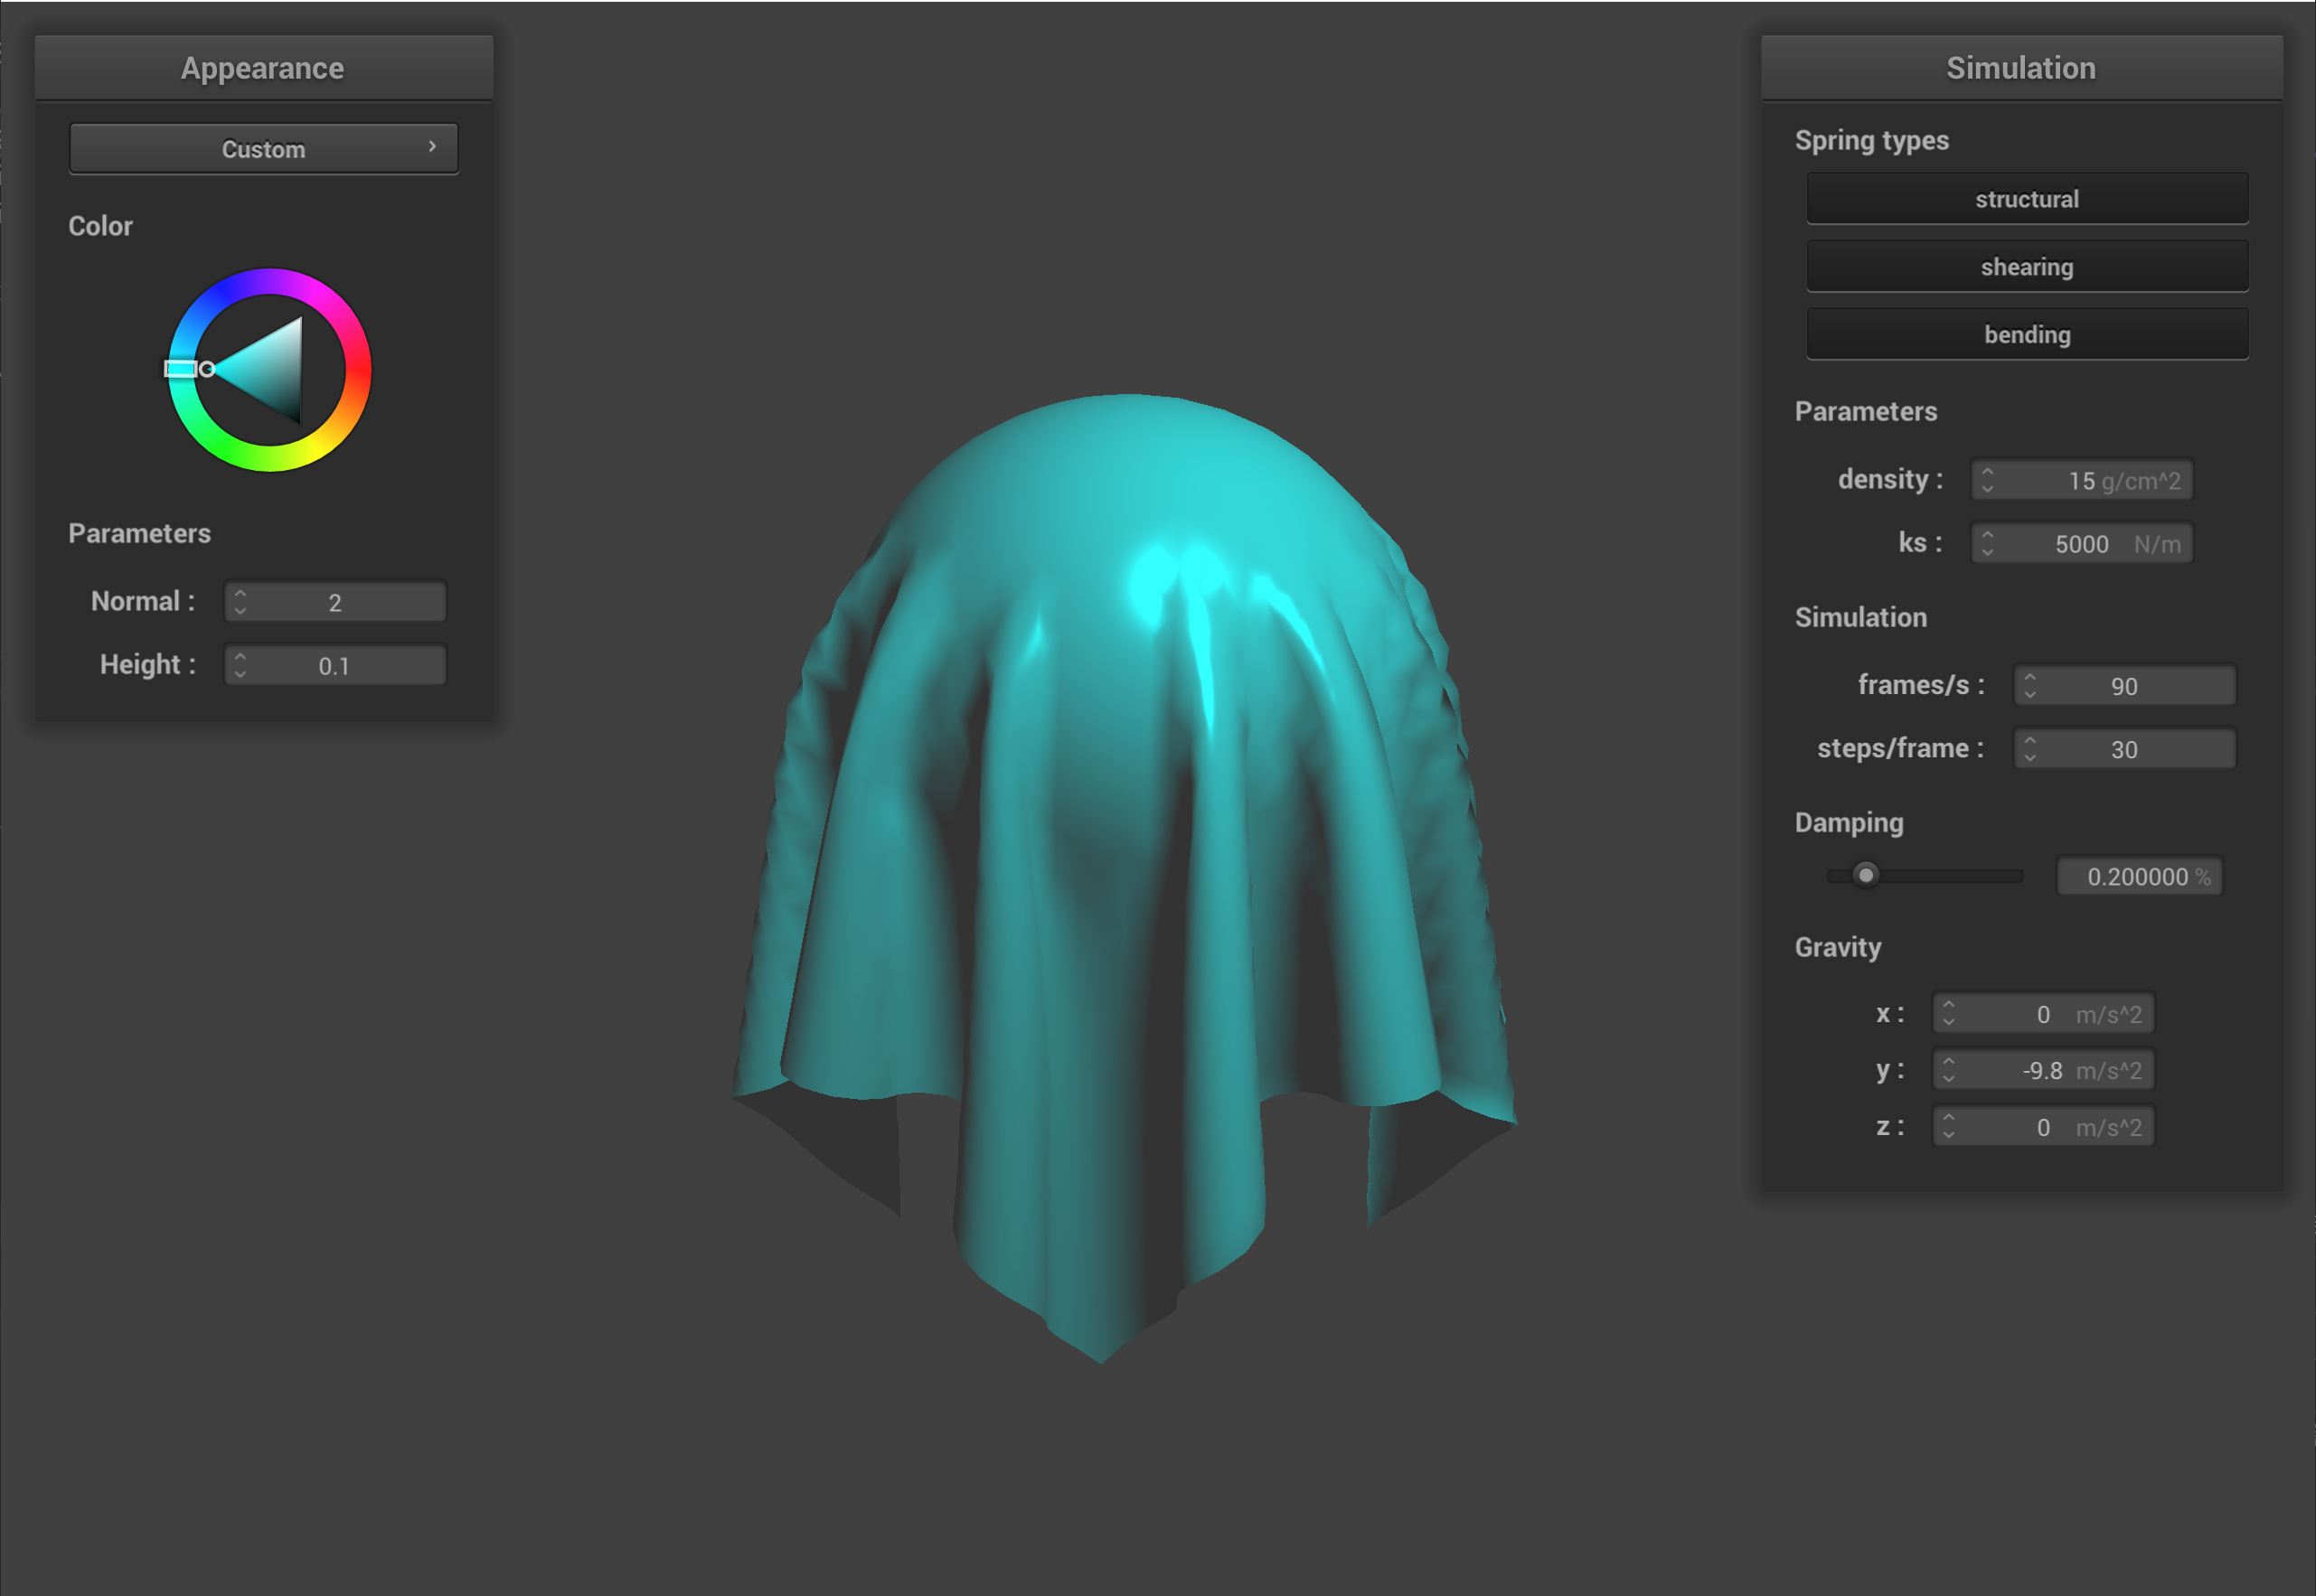 Appearance
Custom
Color
Parameters
Normal : 2
Height : 0.1
Simulation
Spring types
structural
shearing
bending
Parameters
density : 15 g/cm^2
ks : 5000 N/m
Simulation
frames/s : 90
steps/frame : 30
Damping
0.200000 %
Gravity
x : 0 m/s^2
y : -9.8 m/s^2
z : 0 m/s^2